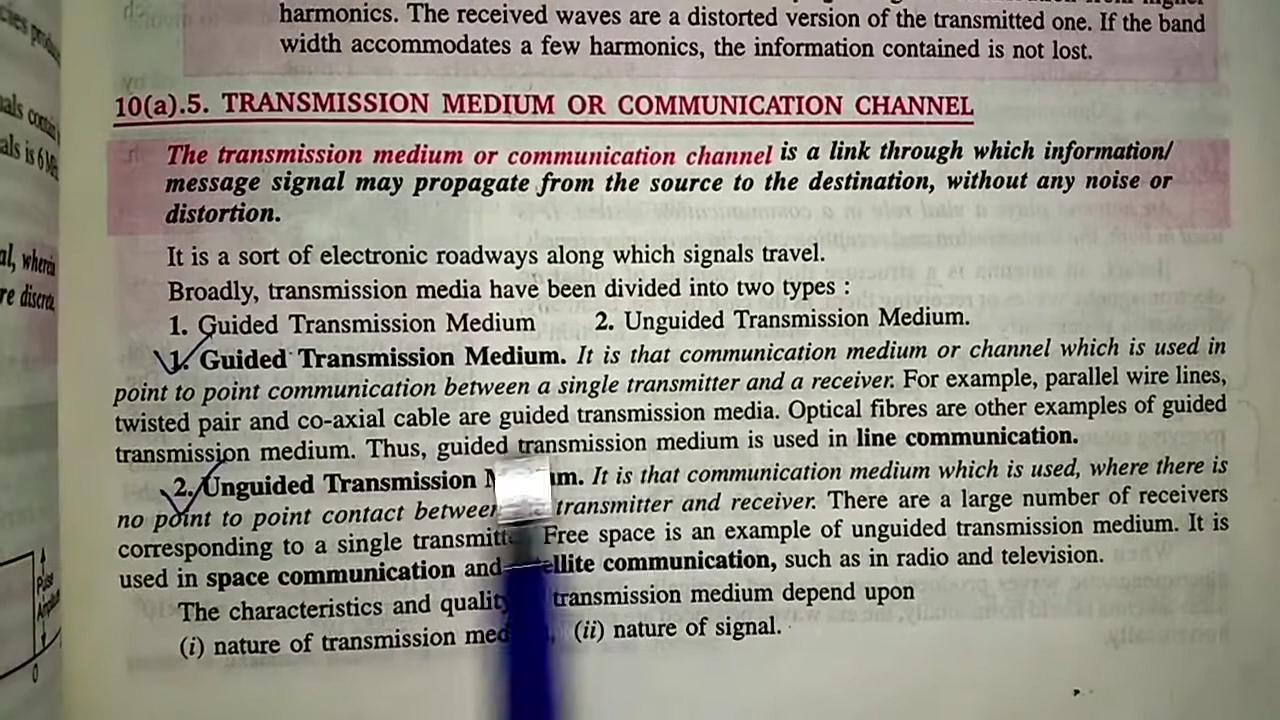 harmonics. The received waves are a distorted version of the transmitted one. If the band
width accommodates a few harmonics, the information contained is not lost.
10(a).5. TRANSMISSION MEDIUM OR COMMUNICATION CHANNEL
The transmission medium or communication channel is a link through which information/
message signal may propagate from the source to the destination, without any noise or
distortion.
It is a sort of electronic roadways along which signals travel.
Broadly, transmission media have been divided into two types :
1. Guided Transmission Medium 2. Unguided Transmission Medium.
1. Guided Transmission Medium. It is that communication medium or channel which is used in
point to point communication between a single transmitter and a receiver. For example, parallel wire lines,
twisted pair and co-axial cable are guided transmission media. Optical fibres are other examples of guided
transmission medium. Thus, guided transmission medium is used in line communication.
2. Unguided Transmission It is that communication medium which is used, where there is
no point to point contact between transmitter and receiver. There are a large number of receivers
corresponding to a single Free space is an example of unguided transmission medium. It is
used in space communication and communication, such as in radio and television.
The characteristics and quality transmission medium depend upon
(i) nature of transmission (ii) nature of signal.
al, wherein
re discrete
Pulse
0